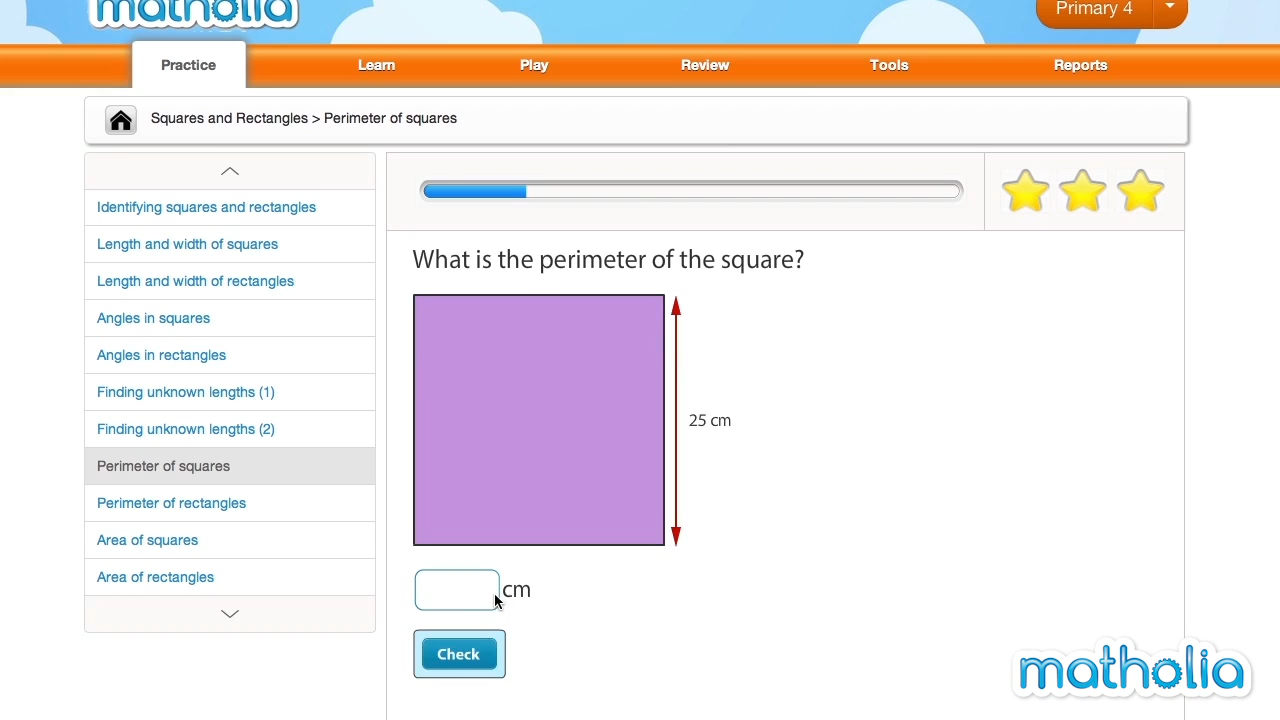 matholia
Primary 4
Practice
Learn
Play
Review
Tools
Reports
Squares and Rectangles > Perimeter of squares
Identifying squares and rectangles
Length and width of squares
Length and width of rectangles
Angles in squares
Angles in rectangles
Finding unknown lengths (1)
Finding unknown lengths (2)
Perimeter of squares
Perimeter of rectangles
Area of squares
Area of rectangles
What is the perimeter of the square?
25 cm
cm
Check
matholia